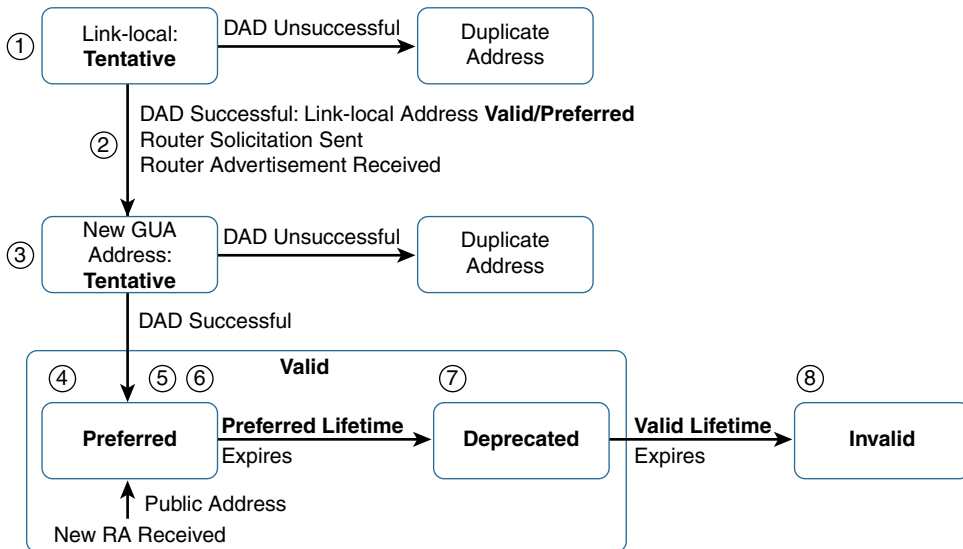 ①
Link-local:
Tentative
DAD Unsuccessful
Duplicate
Address
②
DAD Successful: Link-local Address Valid/Preferred
Router Solicitation Sent
Router Advertisement Received
③
New GUA
Address:
Tentative
DAD Unsuccessful
Duplicate
Address
DAD Successful
Valid
④
⑤
⑥
⑦
⑧
Preferred
Preferred Lifetime
Expires
Deprecated
Valid Lifetime
Expires
Invalid
Public Address
New RA Received